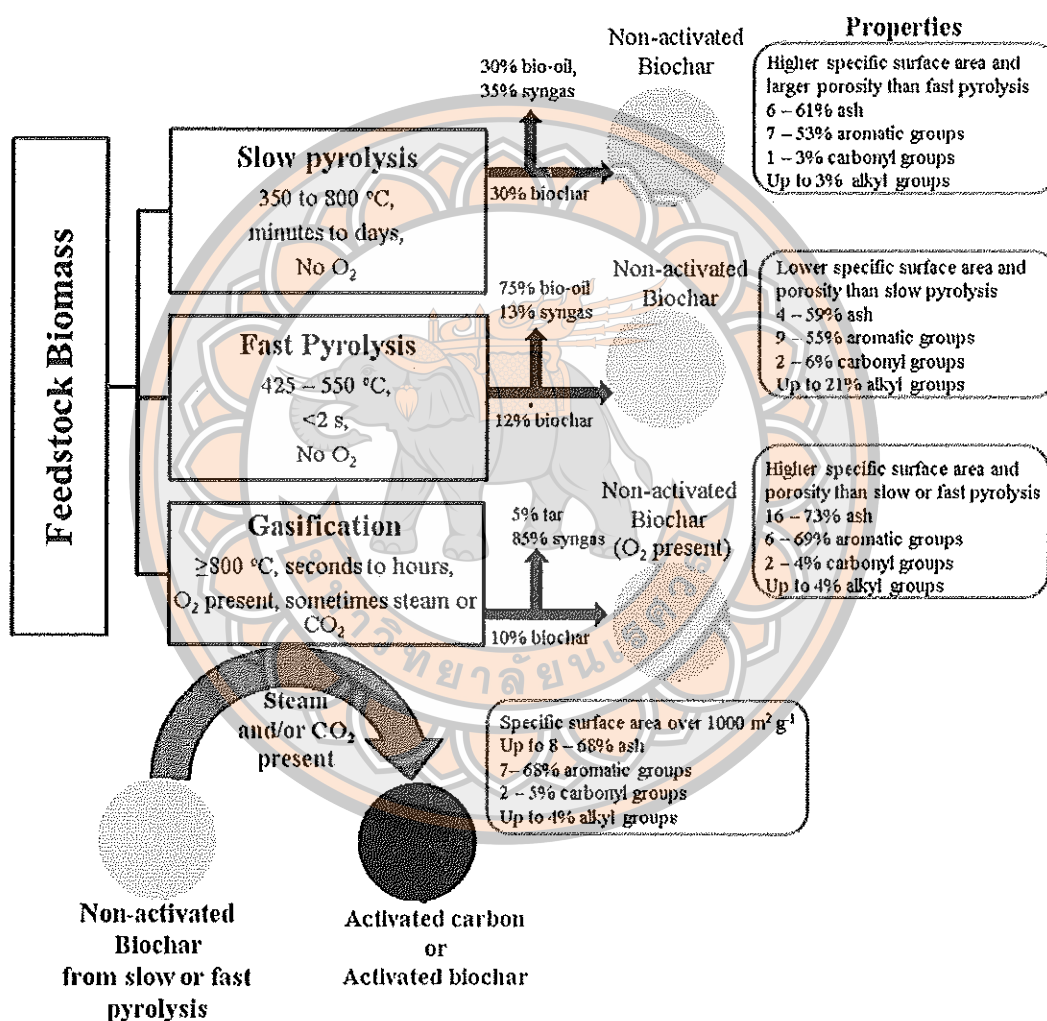 Properties
Feedstock Biomass
Slow pyrolysis
350 to 800 °C,
minutes to days,
No O₂
30% bio-oil,
35% syngas
30% biochar
Non-activated
Biochar
Higher specific surface area and
larger porosity than fast pyrolysis
6 – 61% ash
7 – 53% aromatic groups
1 – 3% carbonyl groups
Up to 3% alkyl groups
Fast Pyrolysis
425 – 550 °C,
<2 s,
No O₂
75% bio-oil
13% syngas
12% biochar
Non-activated
Biochar
Lower specific surface area and
porosity than slow pyrolysis
4 – 59% ash
9 – 55% aromatic groups
2 – 6% carbonyl groups
Up to 21% alkyl groups
Gasification
≥800 °C, seconds to hours,
O₂ present, sometimes steam or
CO₂
5% tar
85% syngas
10% biochar
Non-activated
Biochar
(O₂ present)
Higher specific surface area and
porosity than slow or fast pyrolysis
16 – 73% ash
6 – 69% aromatic groups
2 – 4% carbonyl groups
Up to 4% alkyl groups
Steam
and/or CO₂
present
Specific surface area over 1000 m² g⁻¹
Up to 8 – 68% ash
7– 68% aromatic groups
2 – 5% carbonyl groups
Up to 4% alkyl groups
Non-activated
Biochar
from slow or fast
pyrolysis
Activated carbon
or
Activated biochar